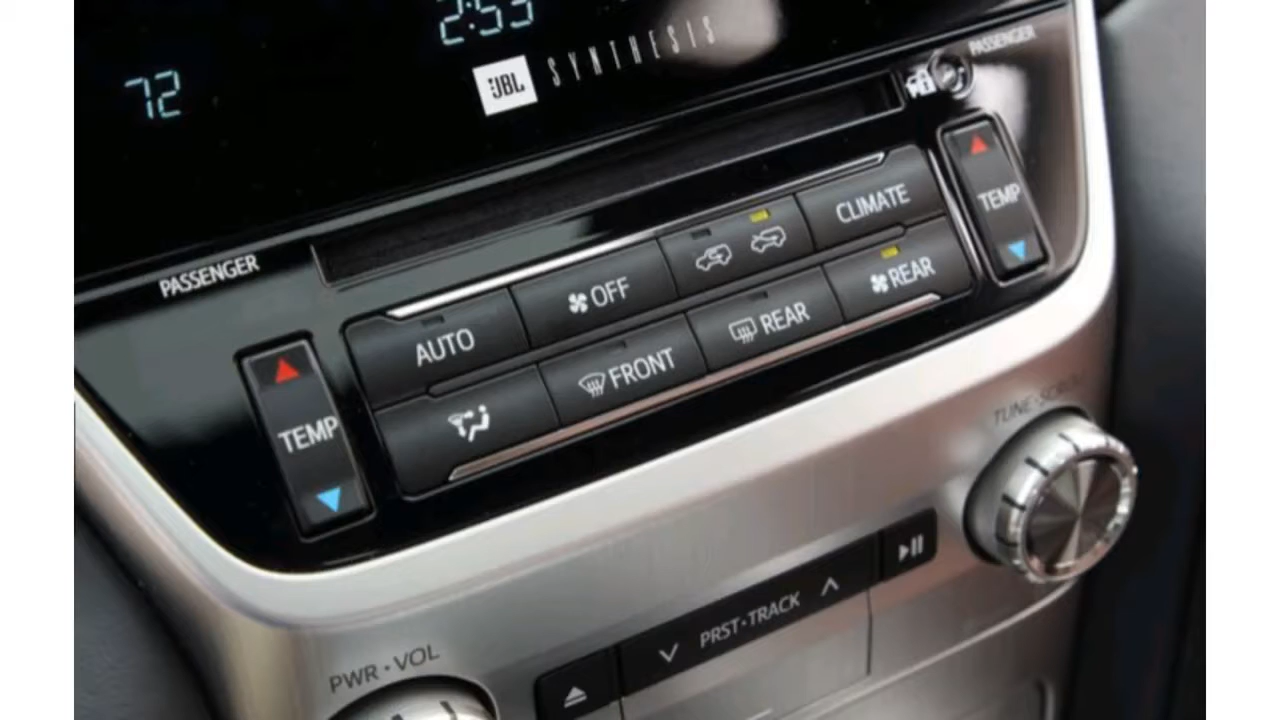 2:53
72
JBL SYNTHESIS
PASSENGER
PASSENGER
AUTO
OFF
CLIMATE
TEMP
TEMP
FRONT
REAR
REAR
TUNE•SCROLL
PRST•TRACK
PWR•VOL